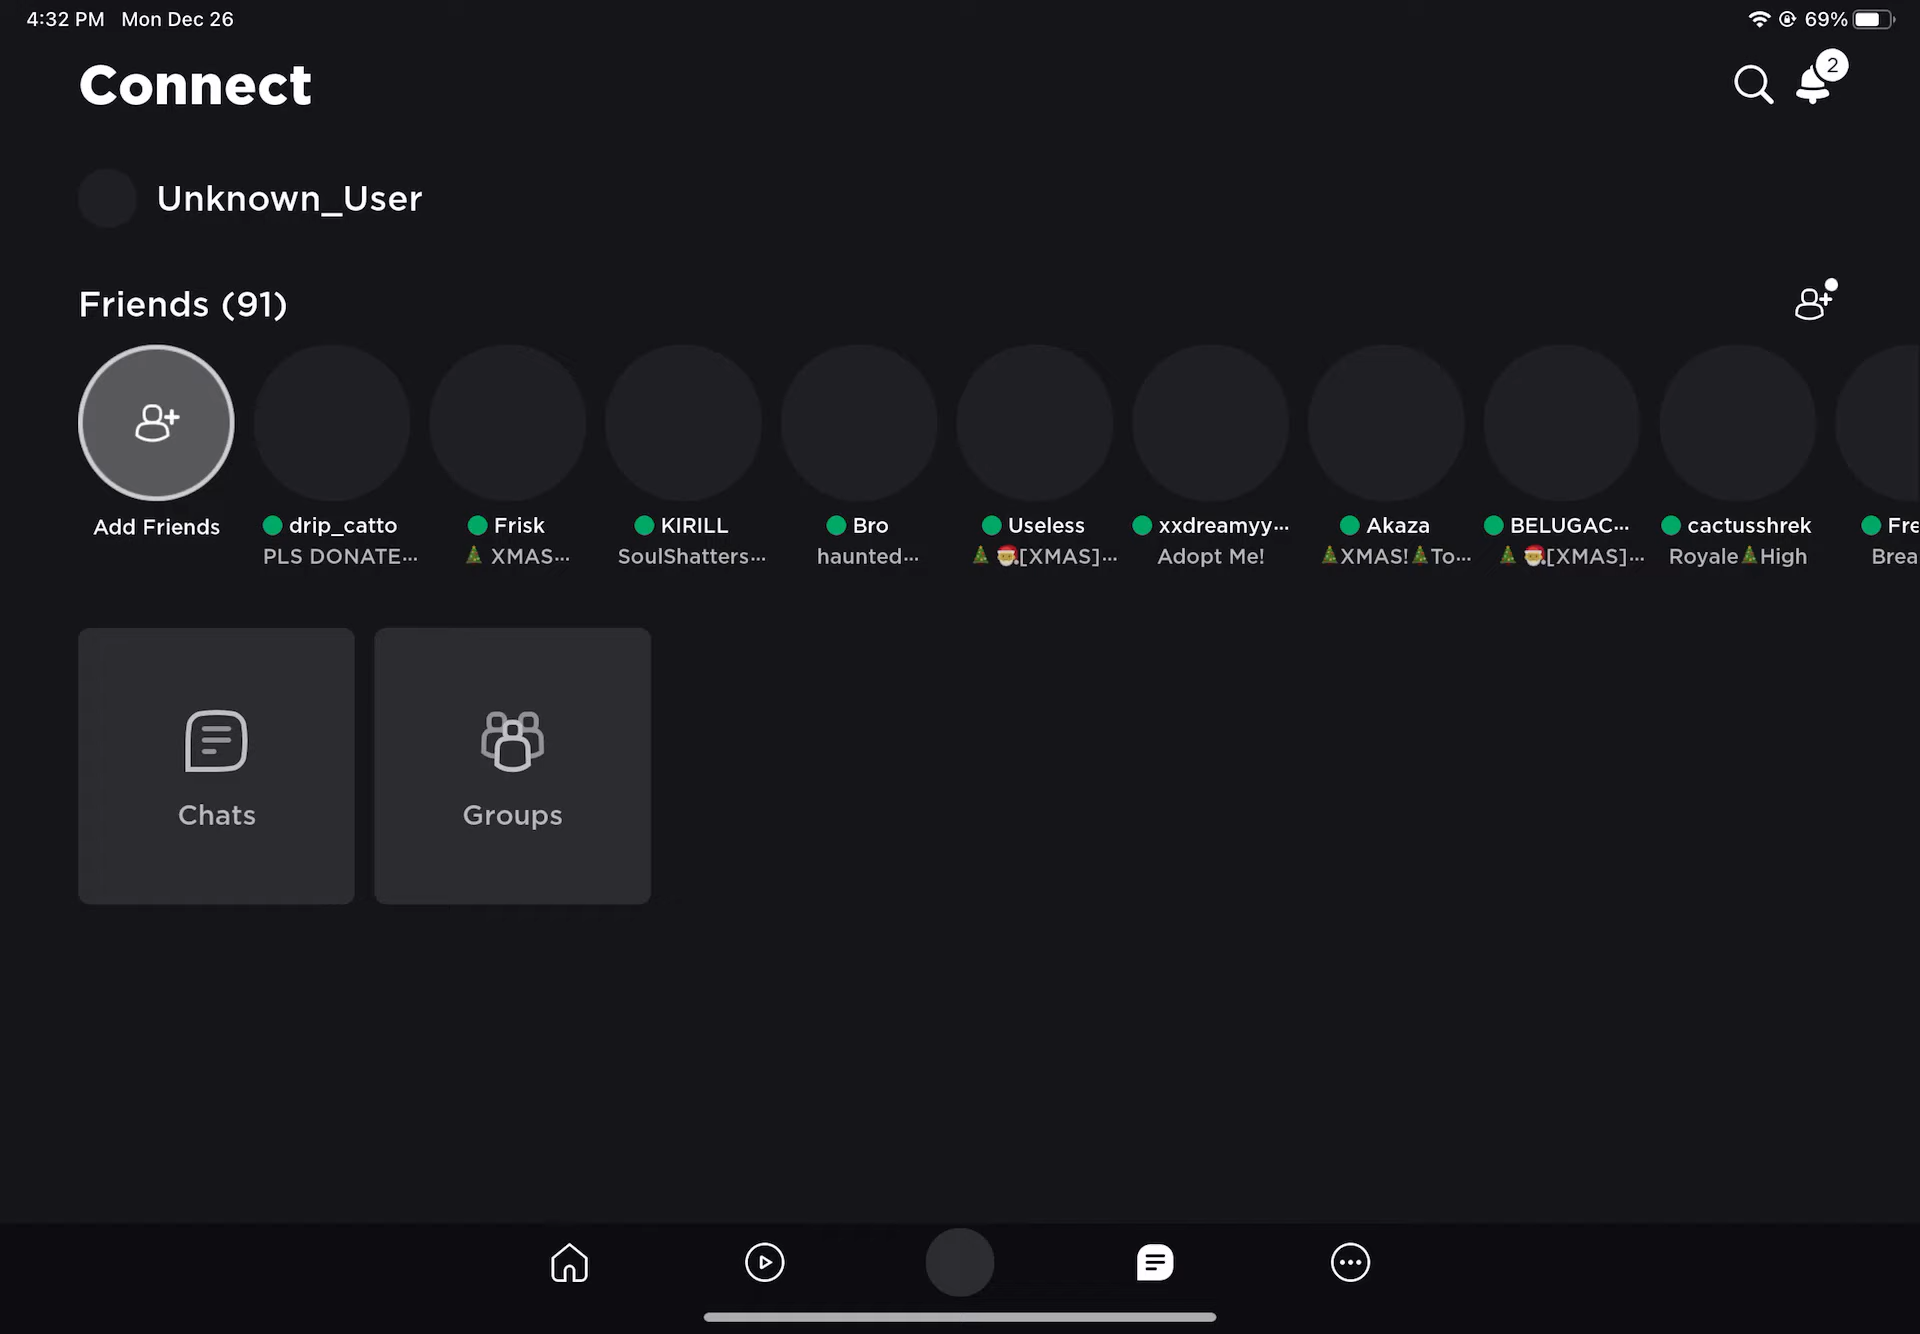 4:32 PM Mon Dec 26
69%
Connect
2
Unknown_User
Friends (91)
Add Friends
drip_catto
PLS DONATE...
Frisk
🎄 XMAS...
KIRILL
SoulShatters...
Bro
haunted...
Useless
🎄🎅[XMAS]...
xxdreamyy...
Adopt Me!
Akaza
🎄XMAS!🎄To...
BELUGAC...
🎄🎅[XMAS]...
cactusshrek
Royale🎄High
Fre
Brea
Chats
Groups